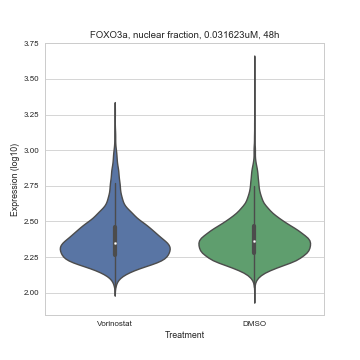 FOXO3a, nuclear fraction, 0.031623uM, 48h
3.75
3.50
3.25
3.00
2.75
2.50
2.25
2.00
Expression (log10)
Vorinostat
DMSO
Treatment